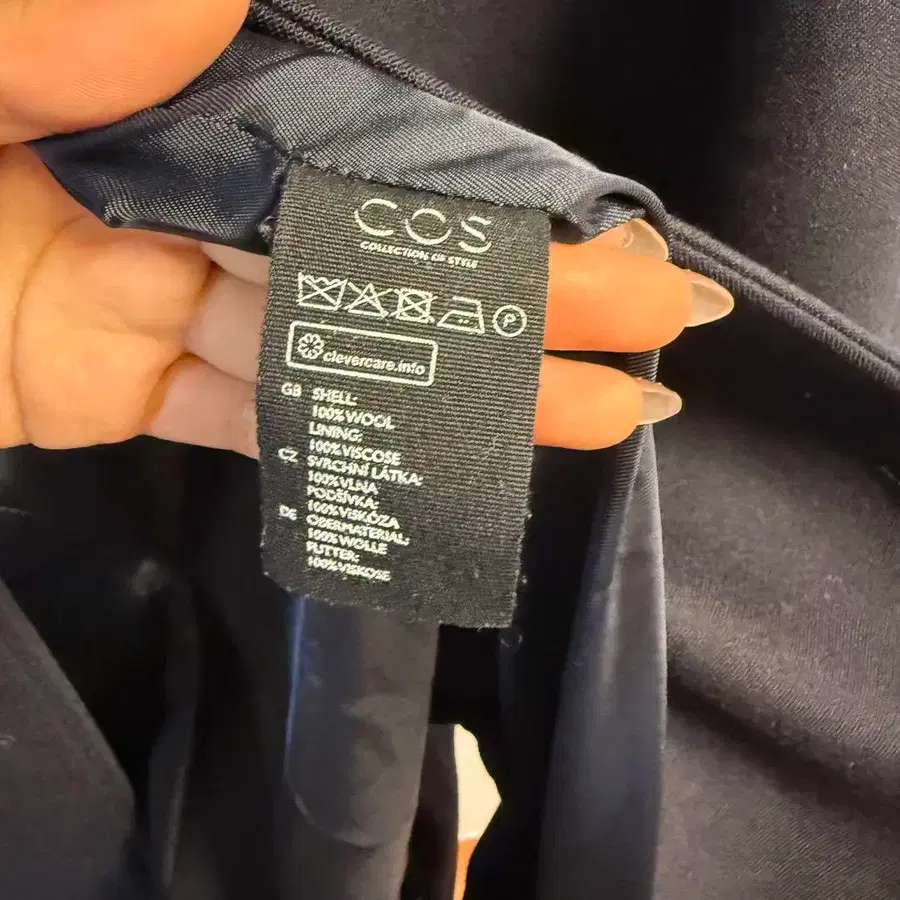 COS
COLLECTION OF STYLE
P
clevercare.info
GB SHELL:
100% WOOL
LINING:
100% VISCOSE
CZ SVRCHNÍ LÁTKA:
100% VLNA
PODŠÍVKA:
100% VISKÓZA
DE OBERMATERIAL:
100% WOLLE
FUTTER:
100% VISKOSE